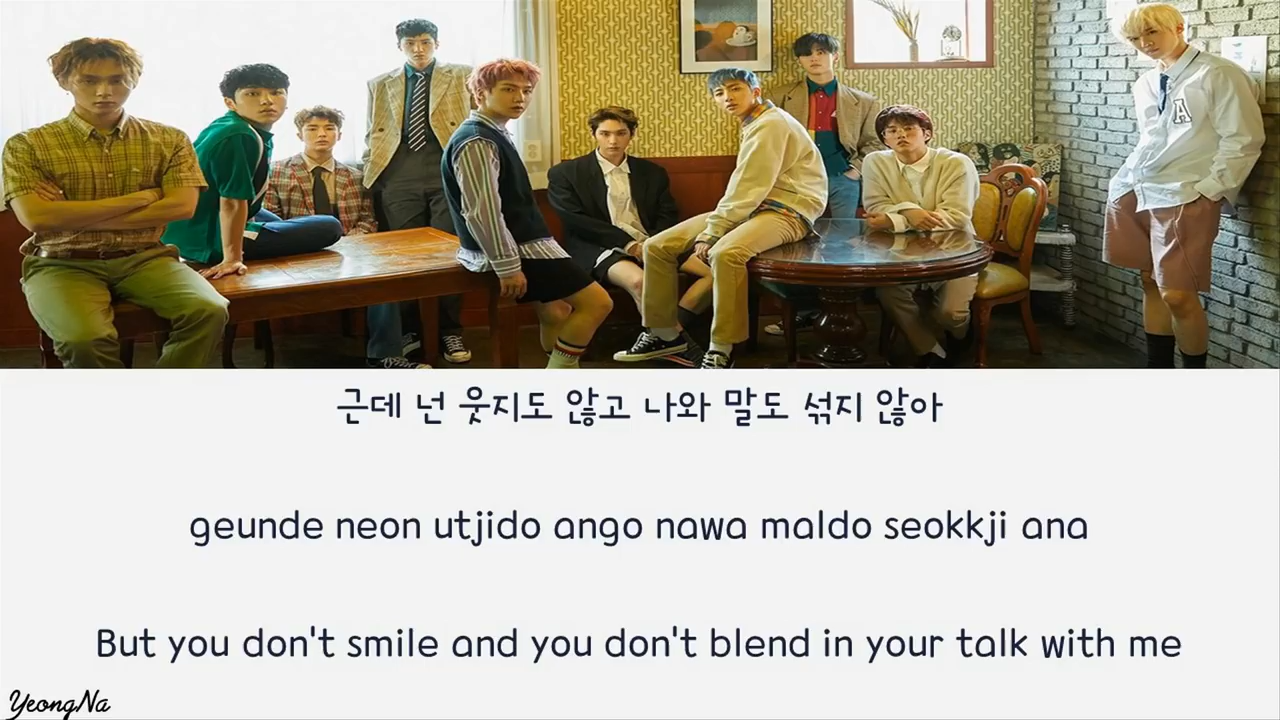 근데 넌 웃지도 않고 나와 말도 섞지 않아
geunde neon utjido ango nawa maldo seokkji ana
But you don't smile and you don't blend in your talk with me
YeongNa
A